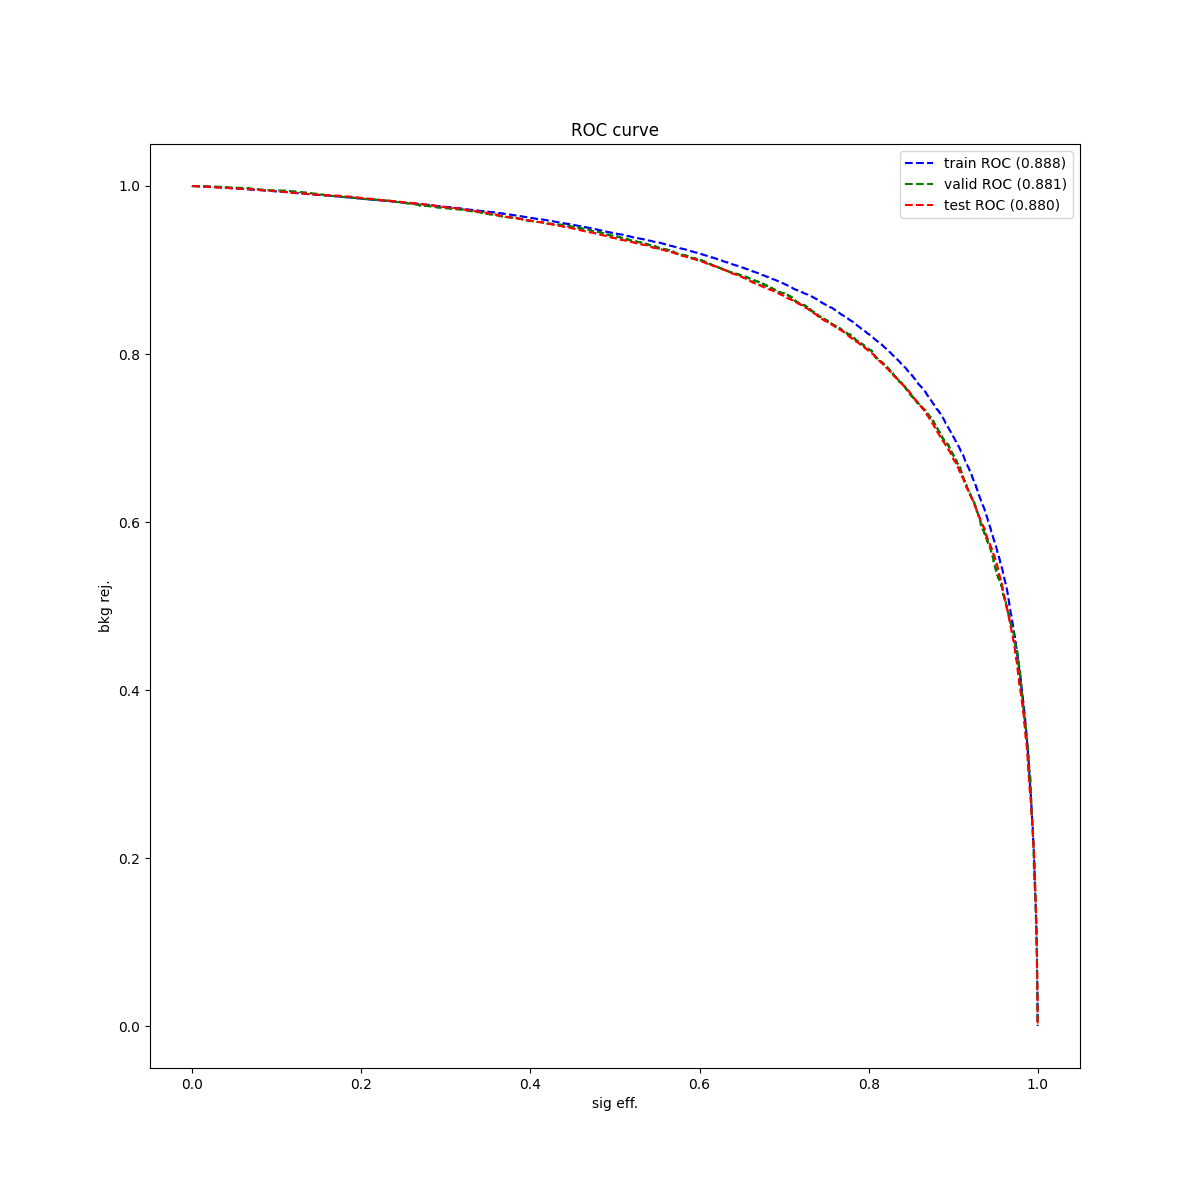 ROC curve
train ROC (0.888)
valid ROC (0.881)
test ROC (0.880)
1.0
0.8
0.6
0.4
0.2
0.0
bkg rej.
0.0 0.2 0.4 0.6 0.8 1.0
sig eff.